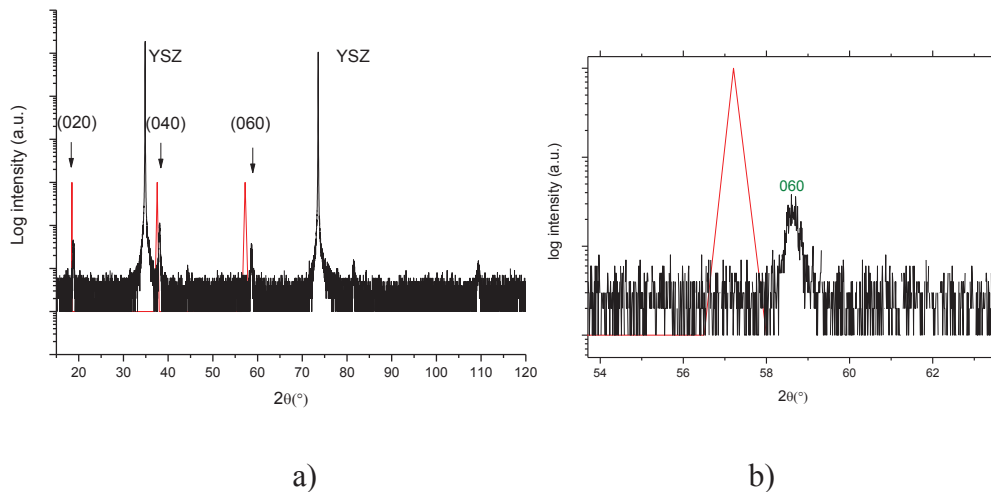 YSZ
YSZ
(020)
(040)
(060)
Log intensity (a.u.)
20
30
40
50
60
70
80
90
100
110
120
2θ(°)
a)
060
log intensity (a.u.)
54
56
58
60
62
2θ(°)
b)